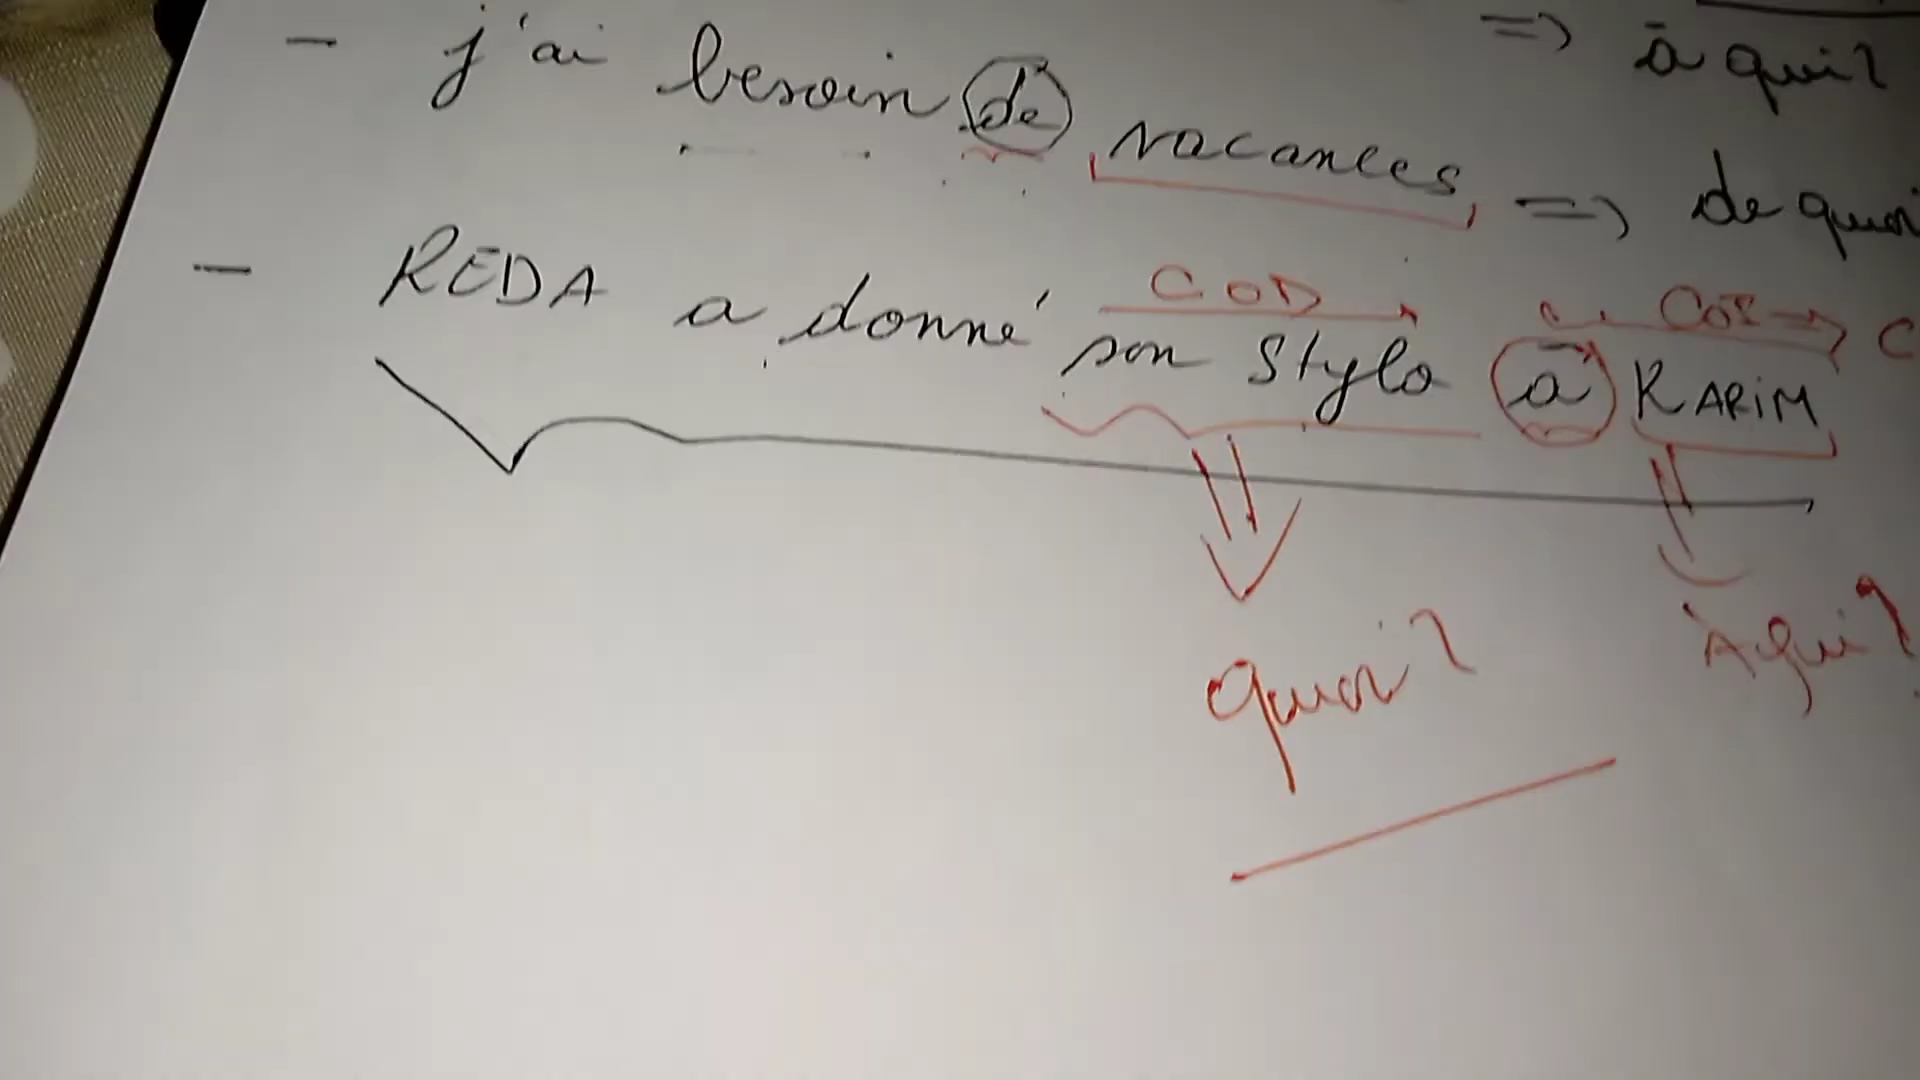 => à qui?
- j'ai besoin de vacances => de quoi
COD COI => C
- REDA a donné son Stylo à KARIM
quoi? À qui?